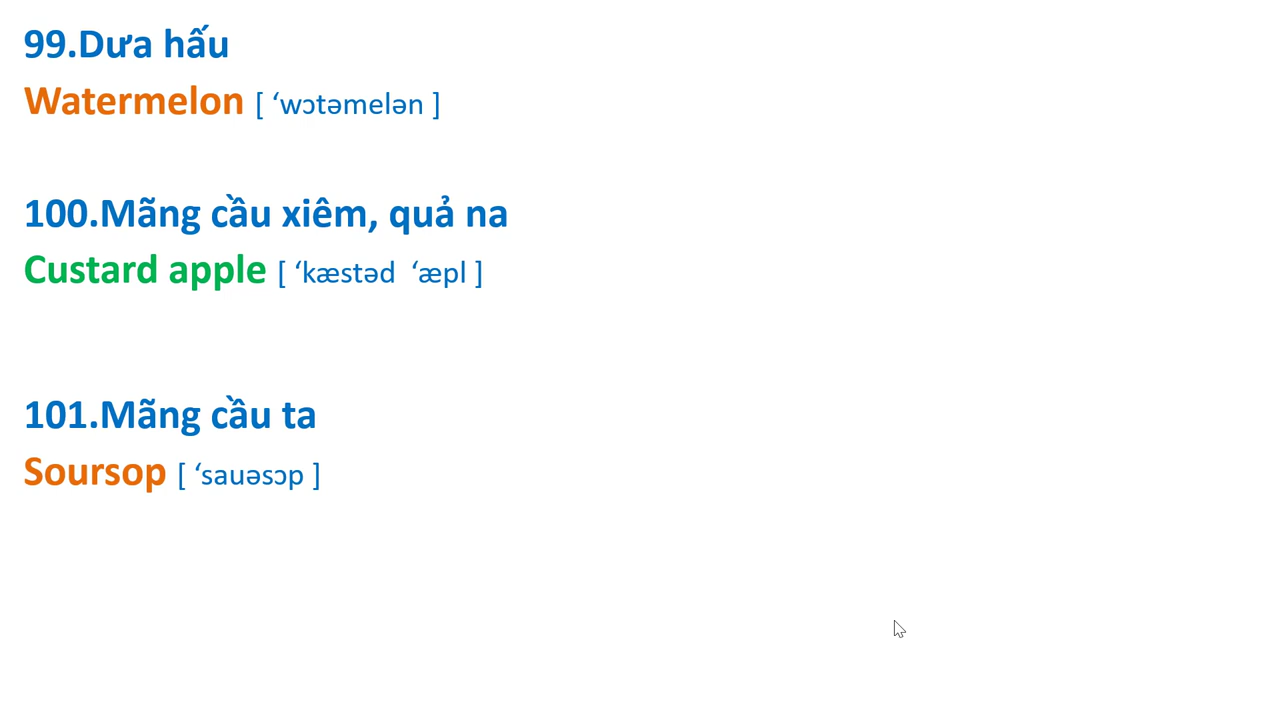 99.Dưa hấu
Watermelon [ ‘wɔtəmelən ]
100.Mãng cầu xiêm, quả na
Custard apple [ ‘kæstəd ‘æpl ]
101.Mãng cầu ta
Soursop [ ‘sauəsɔp ]